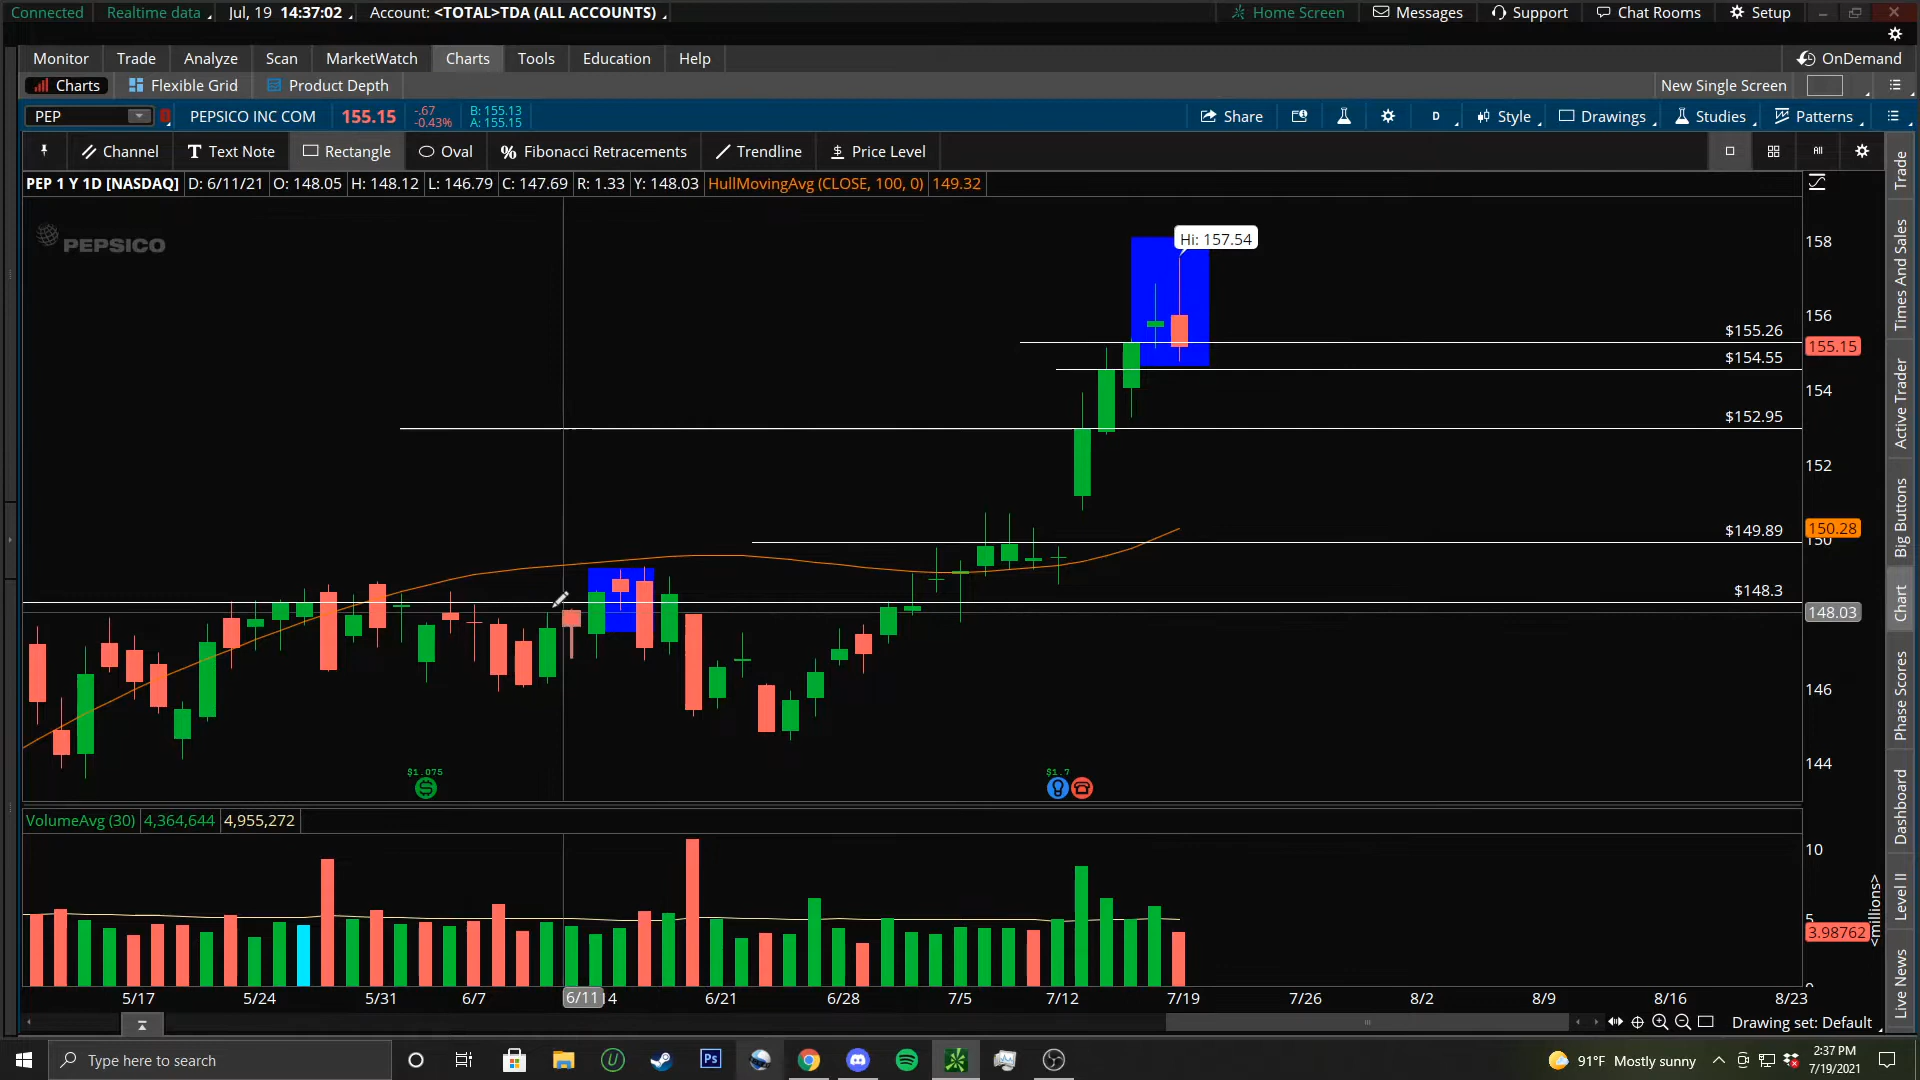 Connected Realtime data Jul, 19 14:37:02 Account: <TOTAL>TDA (ALL ACCOUNTS) Home Screen Messages Support Chat Rooms Setup
Monitor Trade Analyze Scan MarketWatch Charts Tools Education Help OnDemand
Charts Flexible Grid Product Depth New Single Screen
PEP PEPSICO INC COM 155.15 -.67 -0.43% B: 155.13 A: 155.15 Share D Style Drawings Studies Patterns
Channel Text Note Rectangle Oval Fibonacci Retracements Trendline Price Level All
PEP 1 Y 1D [NASDAQ] D: 6/11/21 O: 148.05 H: 148.12 L: 146.79 C: 147.69 R: 1.33 Y: 148.03 HullMovingAvg (CLOSE, 100, 0) 149.32
PEPSICO
Hi: 157.54
158
156
$155.26
155.15
$154.55
154
$152.95
152
$149.89
150.28
150
$148.3
148.03
146
144
$1.075
$1.7
VolumeAvg (30) 4,364,644 4,955,272
10
5
3.98762
<millions>
5/17 5/24 5/31 6/7 6/11 14 6/21 6/28 7/5 7/12 7/19 7/26 8/2 8/9 8/16 8/23
Drawing set: Default
Trade
Times And Sales
Active Trader
Big Buttons
Chart
Phase Scores
Dashboard
Level II
Live News
Type here to search
Ps
91°F Mostly sunny
2:37 PM
7/19/2021